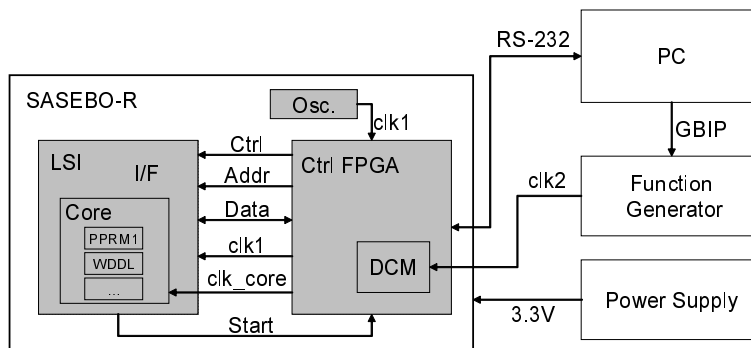 RS-232
PC
SASEBO-R
Osc.
clk1
GBIP
LSI
I/F
Ctrl
Ctrl FPGA
Addr
clk2
Function
Generator
Core
Data
PPRM1
WDDL
...
clk1
DCM
clk_core
Start
3.3V
Power Supply